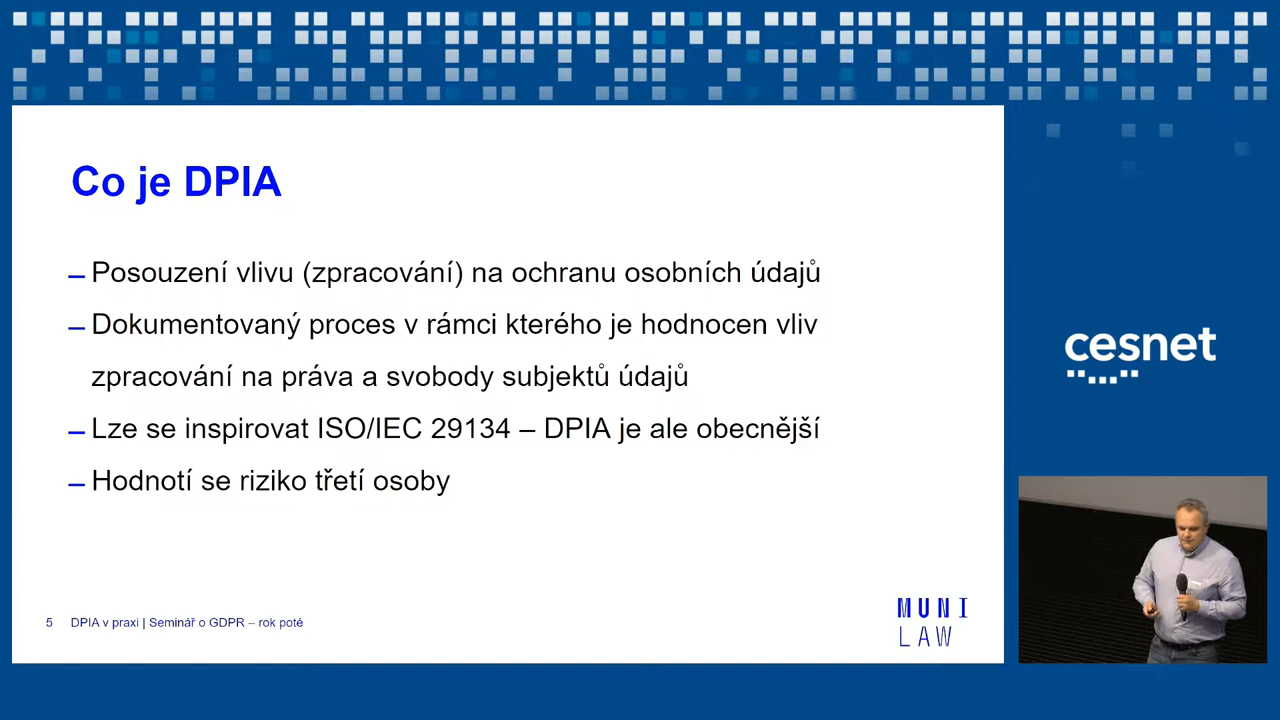 Co je DPIA
– Posouzení vlivu (zpracování) na ochranu osobních údajů
– Dokumentovaný proces v rámci kterého je hodnocen vliv
zpracování na práva a svobody subjektů údajů
– Lze se inspirovat ISO/IEC 29134 – DPIA je ale obecnější
– Hodnotí se riziko třetí osoby
5 DPIA v praxi | Seminář o GDPR – rok poté
MUNI
LAW
cesnet